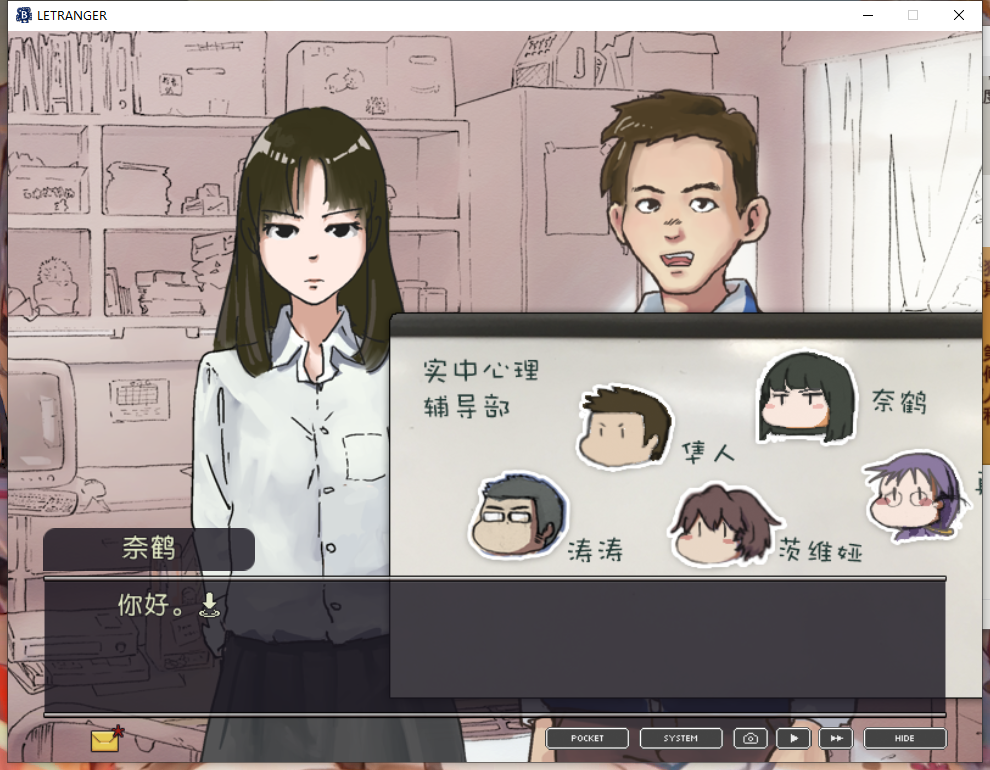 LETRANGER
实中心理
辅导部
奈鹤
隼人
涛涛
茨维娅
奈鹤
你好。
POCKET
SYSTEM
HIDE